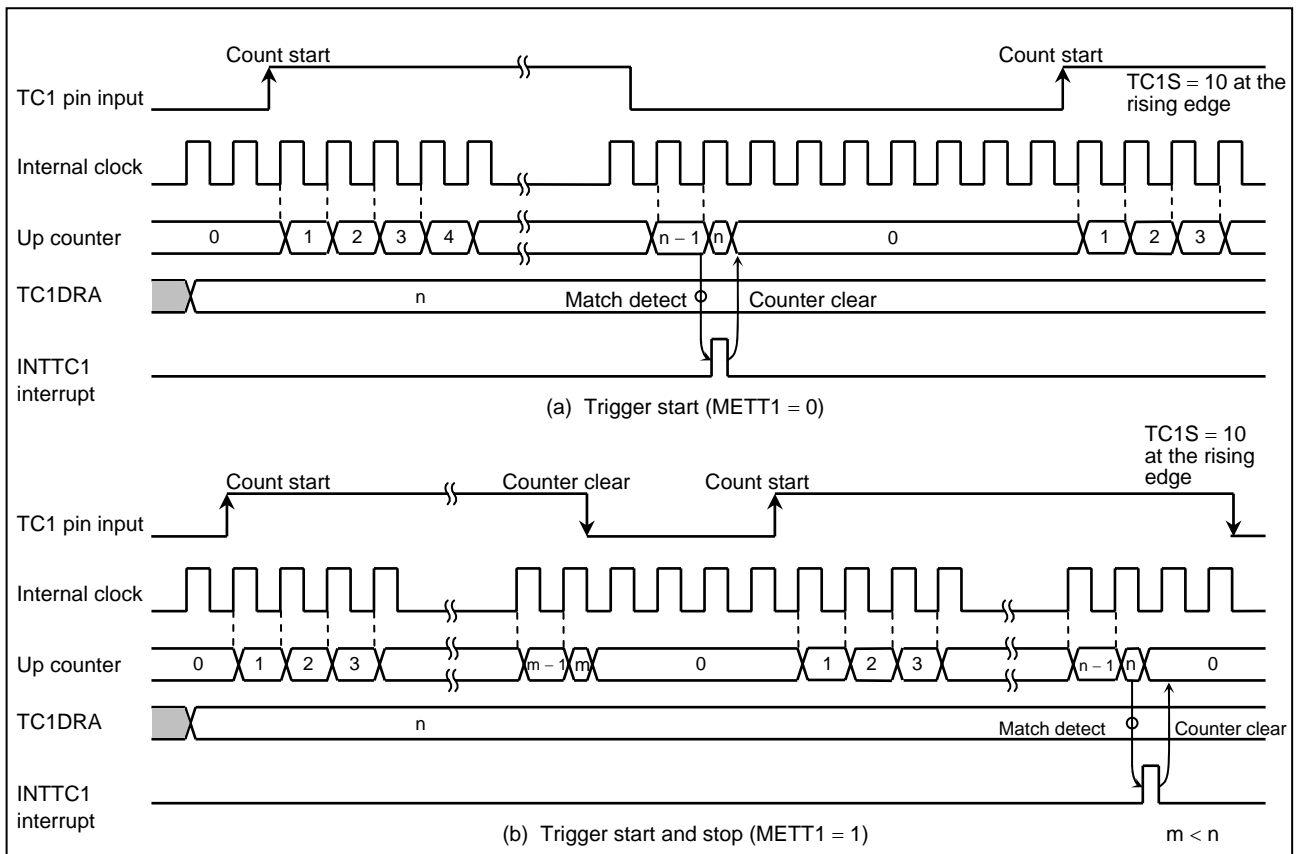 Count start
Count start
TC1 pin input
TC1S = 10 at the
rising edge
Internal clock
Up counter
0
1
2
3
4
n − 1
n
0
1
2
3
TC1DRA
n
Match detect
Counter clear
INTTC1
interrupt
(a) Trigger start (METT1 = 0)
TC1S = 10
at the rising
edge
Count start
Counter clear
Count start
TC1 pin input
Internal clock
Up counter
0
1
2
3
m − 1
m
0
1
2
3
n − 1
n
0
TC1DRA
n
Match detect
Counter clear
INTTC1
interrupt
(b) Trigger start and stop (METT1 = 1)
m < n